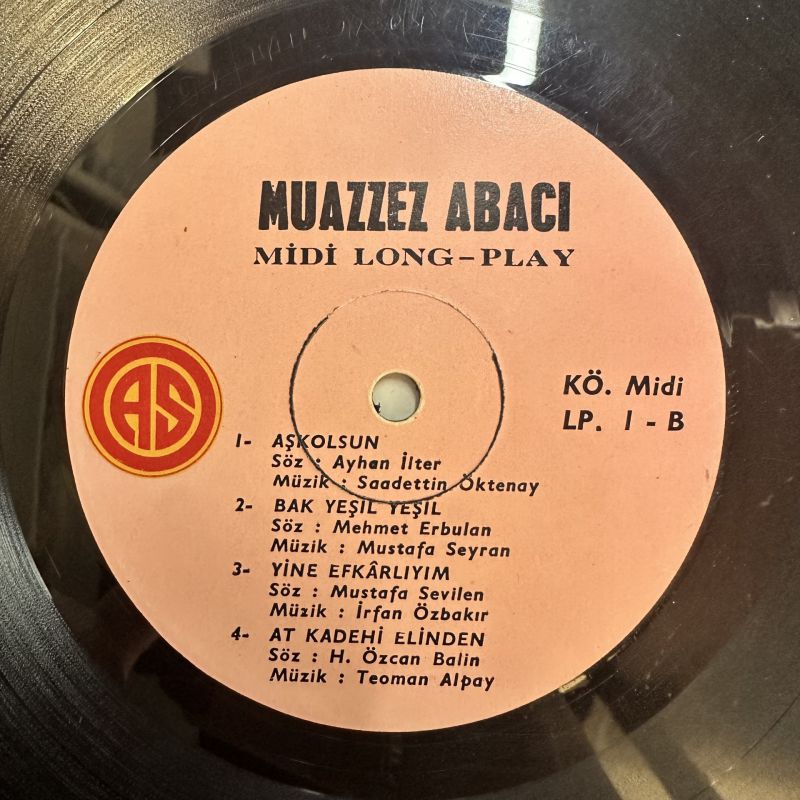 MUAZZEZ ABACI
MİDİ LONG-PLAY
AS
KÖ. Midi
LP. 1 - B
1- AŞKOLSUN
Söz : Ayhan İlter
Müzik : Saadettin Öktenay
2- BAK YEŞİL YEŞİL
Söz : Mehmet Erbulan
Müzik : Mustafa Seyran
3- YİNE EFKÂRLIYIM
Söz : Mustafa Sevilen
Müzik : İrfan Özbakır
4- AT KADEHİ ELİNDEN
Söz : H. Özcan Balin
Müzik : Teoman Alpay